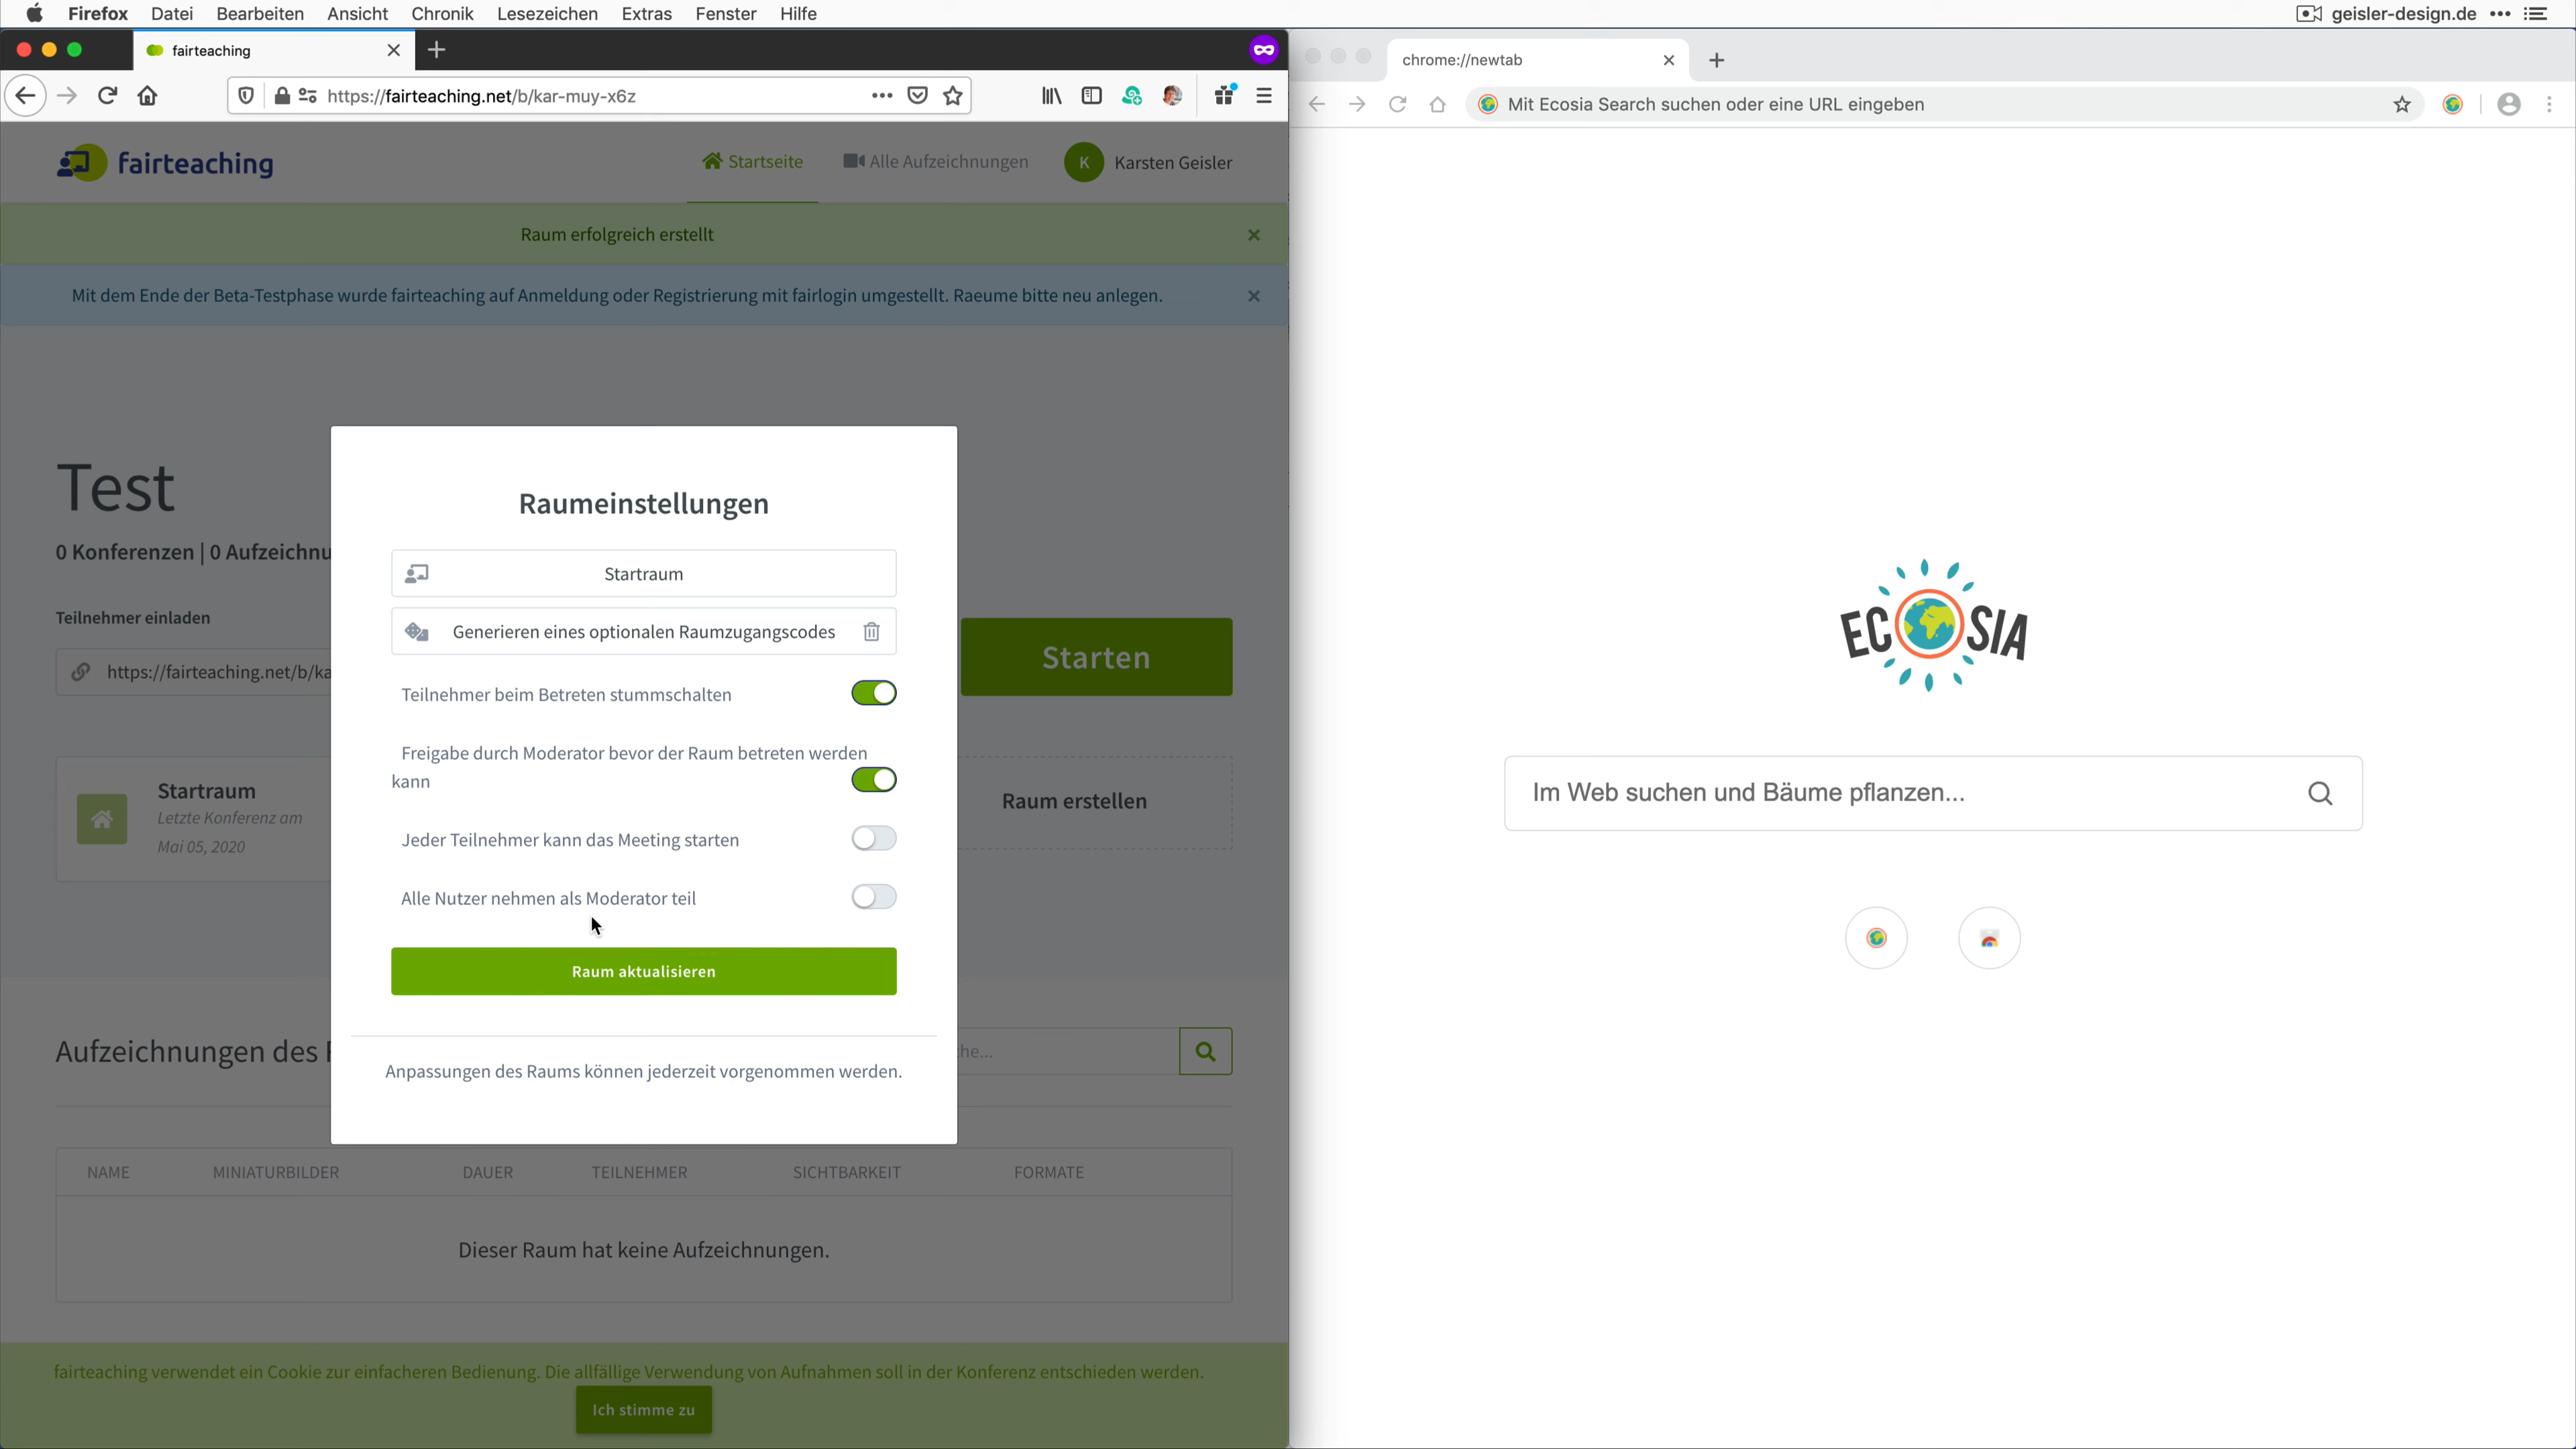 Firefox Datei Bearbeiten Ansicht Chronik Lesezeichen Extras Fenster Hilfe
geisler-design.de
fairteaching
https://fairteaching.net/b/kar-muy-x6z
fairteaching
Startseite
Alle Aufzeichnungen
K
Karsten Geisler
Raum erfolgreich erstellt
Mit dem Ende der Beta-Testphase wurde fairteaching auf Anmeldung oder Registrierung mit fairlogin umgestellt. Raeume bitte neu anlegen.
Test
0 Konferenzen | 0 Aufzeichnu
Teilnehmer einladen
https://fairteaching.net/b/ka
Starten
Startraum
Letzte Konferenz am
Mai 05, 2020
Raum erstellen
Raumeinstellungen
Startraum
Generieren eines optionalen Raumzugangscodes
Teilnehmer beim Betreten stummschalten
Freigabe durch Moderator bevor der Raum betreten werden
kann
Jeder Teilnehmer kann das Meeting starten
Alle Nutzer nehmen als Moderator teil
Raum aktualisieren
Anpassungen des Raums können jederzeit vorgenommen werden.
Aufzeichnungen des
he...
NAME MINIATURBILDER DAUER TEILNEHMER SICHTBARKEIT FORMATE
Dieser Raum hat keine Aufzeichnungen.
fairteaching verwendet ein Cookie zur einfacheren Bedienung. Die allfällige Verwendung von Aufnahmen soll in der Konferenz entschieden werden.
Ich stimme zu
chrome://newtab
Mit Ecosia Search suchen oder eine URL eingeben
ECOSIA
Im Web suchen und Bäume pflanzen...